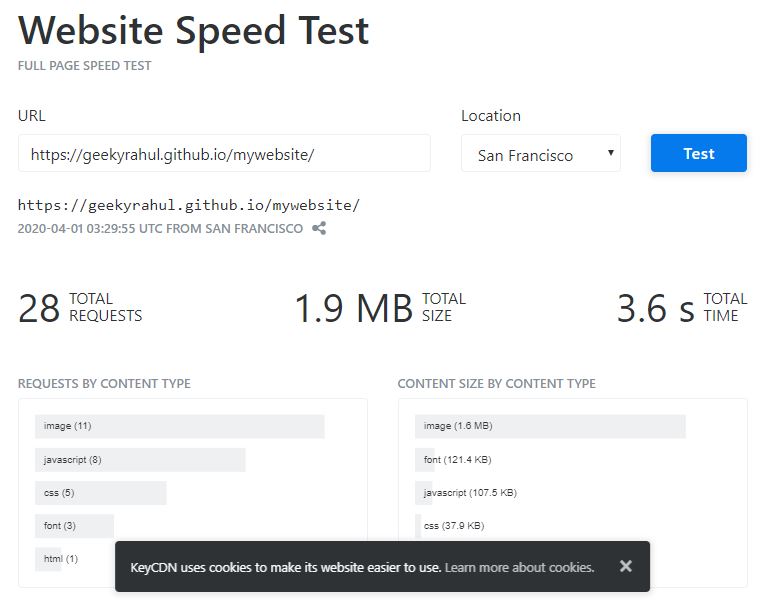 Website Speed Test
FULL PAGE SPEED TEST
URL
Location
https://geekyrahul.github.io/mywebsite/
San Francisco
Test
https://geekyrahul.github.io/mywebsite/
2020-04-01 03:29:55 UTC FROM SAN FRANCISCO
28 TOTAL REQUESTS
1.9 MB TOTAL SIZE
3.6 s TOTAL TIME
REQUESTS BY CONTENT TYPE
image (11)
javascript (8)
css (5)
font (3)
html (1)
CONTENT SIZE BY CONTENT TYPE
image (1.6 MB)
font (121.4 KB)
javascript (107.5 KB)
css (37.9 KB)
KeyCDN uses cookies to make its website easier to use. Learn more about cookies.